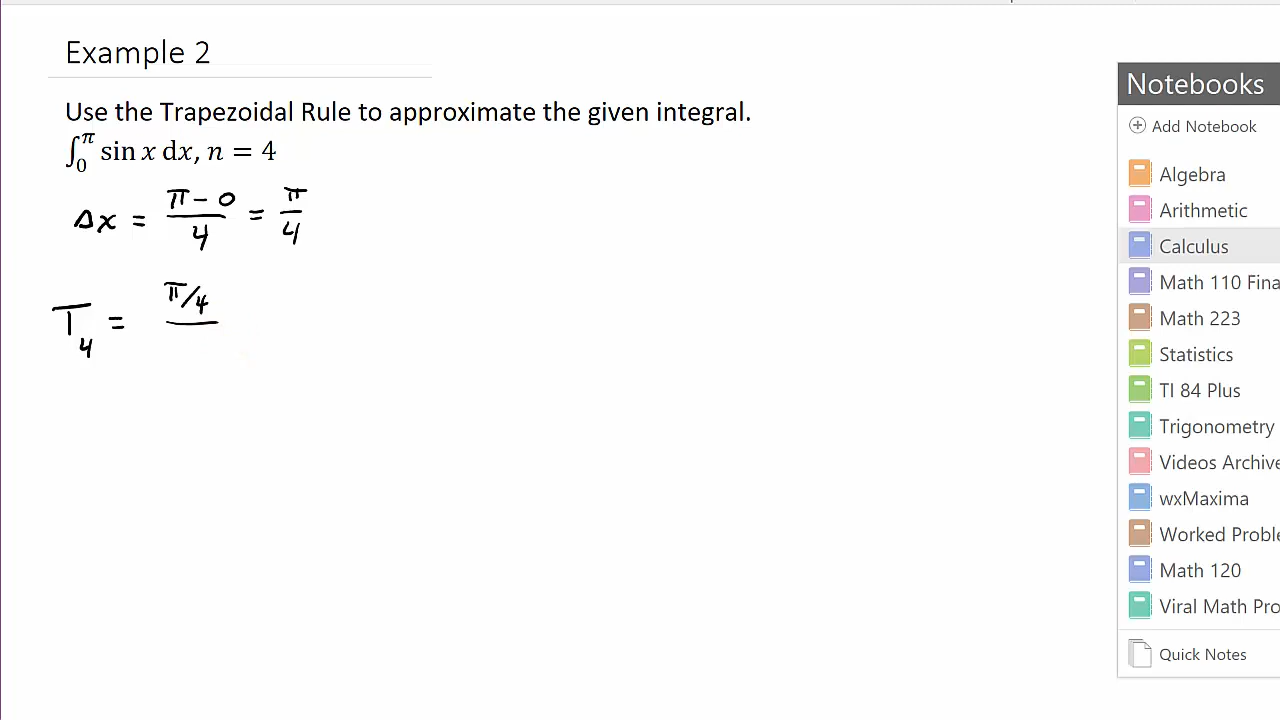 Example 2
Use the Trapezoidal Rule to approximate the given integral.
∫₀^π sin x dx, n = 4
Δx = (π − 0)/4 = π/4
T₄ = π/4
Notebooks
Add Notebook
Algebra
Arithmetic
Calculus
Math 110 Fina
Math 223
Statistics
TI 84 Plus
Trigonometry
Videos Archive
wxMaxima
Worked Proble
Math 120
Viral Math Pro
Quick Notes